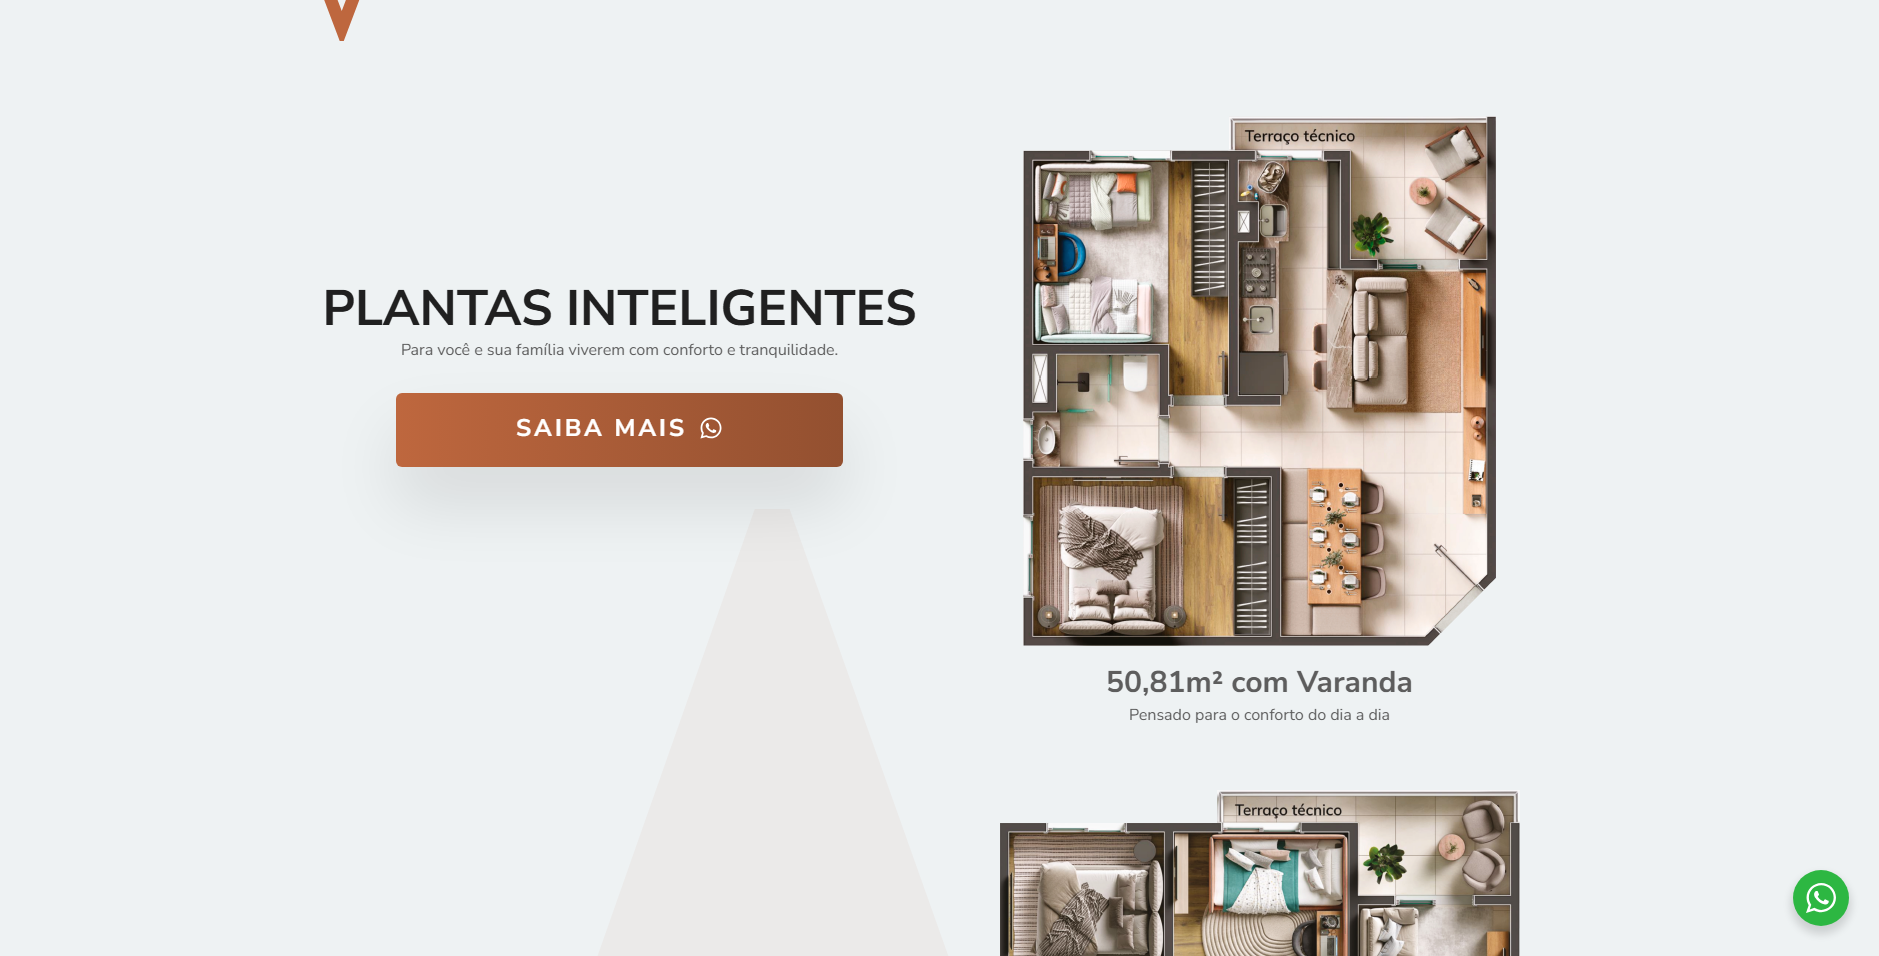 PLANTAS INTELIGENTES
Para você e sua família viverem com conforto e tranquilidade.
SAIBA MAIS
Terraço técnico
50,81m² com Varanda
Pensado para o conforto do dia a dia
Terraço técnico